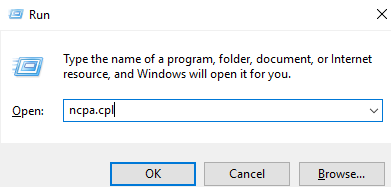 Run
Type the name of a program, folder, document, or Internet
resource, and Windows will open it for you.
Open: ncpa.cpl
OK Cancel Browse...